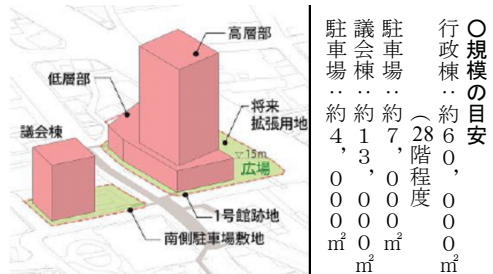 高層部
低層部
将来
拡張用地
議会棟
▽15m
広場
1号館跡地
南側駐車場敷地
〇規模の目安
行政棟：約60,000㎡
（28階程度
駐車場：約7,000㎡
議会棟：約13,000㎡
駐車場：約4,000㎡